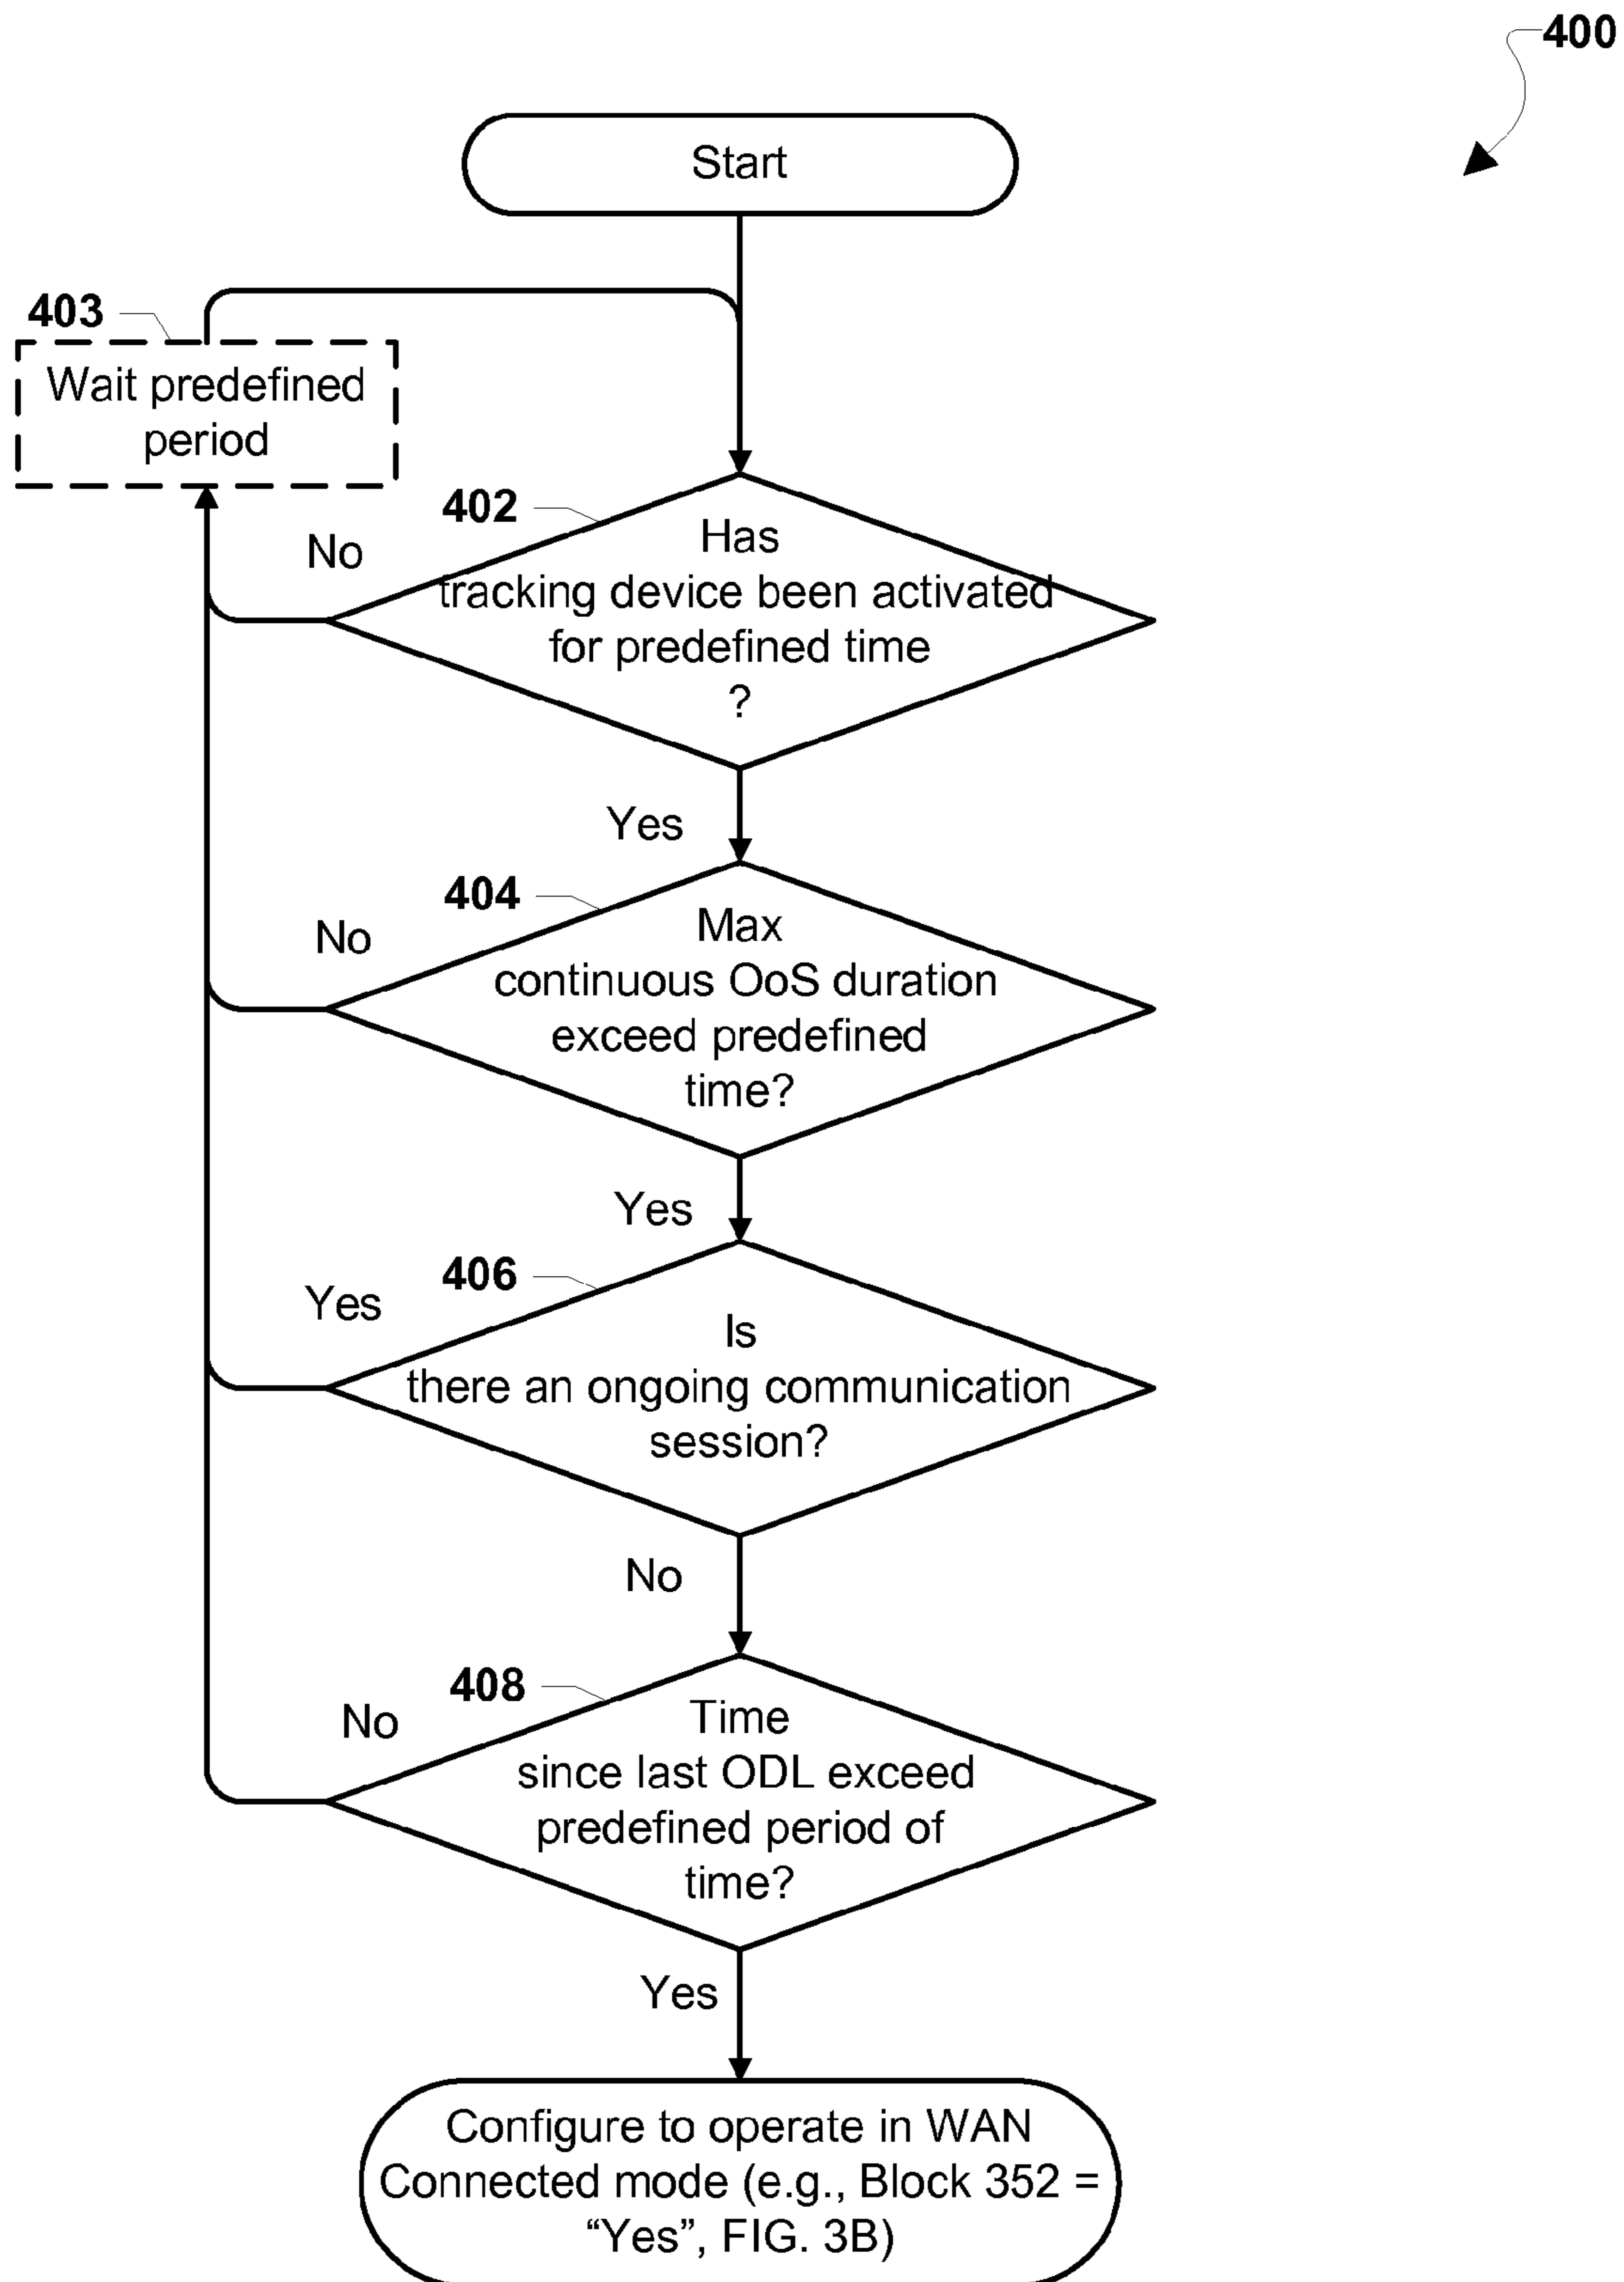 400
Start
403
Wait predefined
period
402
No
Has
tracking device been activated
for predefined time
?
Yes
404
No
Max
continuous OoS duration
exceed predefined
time?
Yes
406
Yes
Is
there an ongoing communication
session?
No
408
No
Time
since last ODL exceed
predefined period of
time?
Yes
Configure to operate in WAN
Connected mode (e.g., Block 352 =
“Yes”, FIG. 3B)